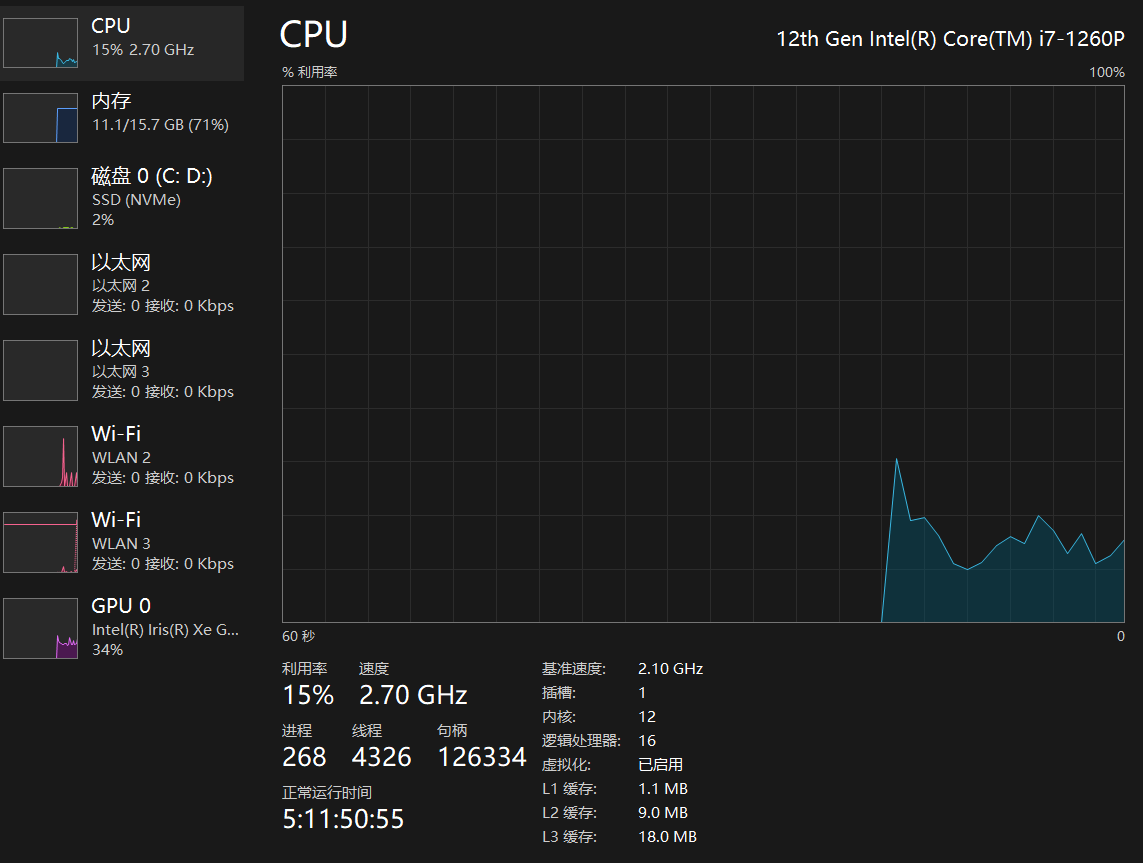 CPU
15% 2.70 GHz
内存
11.1/15.7 GB (71%)
磁盘 0 (C: D:)
SSD (NVMe)
2%
以太网
以太网 2
发送: 0 接收: 0 Kbps
以太网
以太网 3
发送: 0 接收: 0 Kbps
Wi-Fi
WLAN 2
发送: 0 接收: 0 Kbps
Wi-Fi
WLAN 3
发送: 0 接收: 0 Kbps
GPU 0
Intel(R) Iris(R) Xe G...
34%
CPU
12th Gen Intel(R) Core(TM) i7-1260P
% 利用率
100%
60 秒
0
利用率 速度
15% 2.70 GHz
进程 线程 句柄
268 4326 126334
正常运行时间
5:11:50:55
基准速度: 2.10 GHz
插槽: 1
内核: 12
逻辑处理器: 16
虚拟化: 已启用
L1 缓存: 1.1 MB
L2 缓存: 9.0 MB
L3 缓存: 18.0 MB